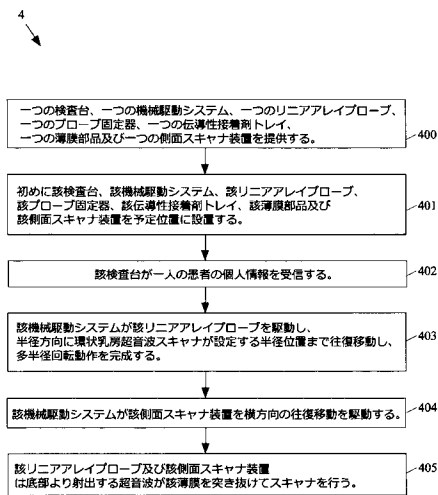 4
一つの検査台、一つの機械駆動システム、一つのリニアアレイプローブ、
一つのプローブ固定器、一つの伝導性接着剤トレイ、
一つの薄膜部品及び一つの側面スキャナ装置を提供する。
400
初めに該検査台、該機械駆動システム、該リニアアレイプローブ、
該プローブ固定器、該伝導性接着剤トレイ、該薄膜部品及び
該側面スキャナ装置を予定位置に設置する。
401
該検査台が一人の患者の個人情報を受信する。
402
該機械駆動システムが該リニアアレイプローブを駆動し、
半径方向に環状乳房超音波スキャナが設定する半径位置まで往復移動し、
多半径回転動作を完成する。
403
該機械駆動システムが該側面スキャナ装置を横方向の往復移動を駆動する。
404
該リニアアレイプローブ及び該側面スキャナ装置
は底部より射出する超音波が該薄膜を突き抜けてスキャナを行う。
405